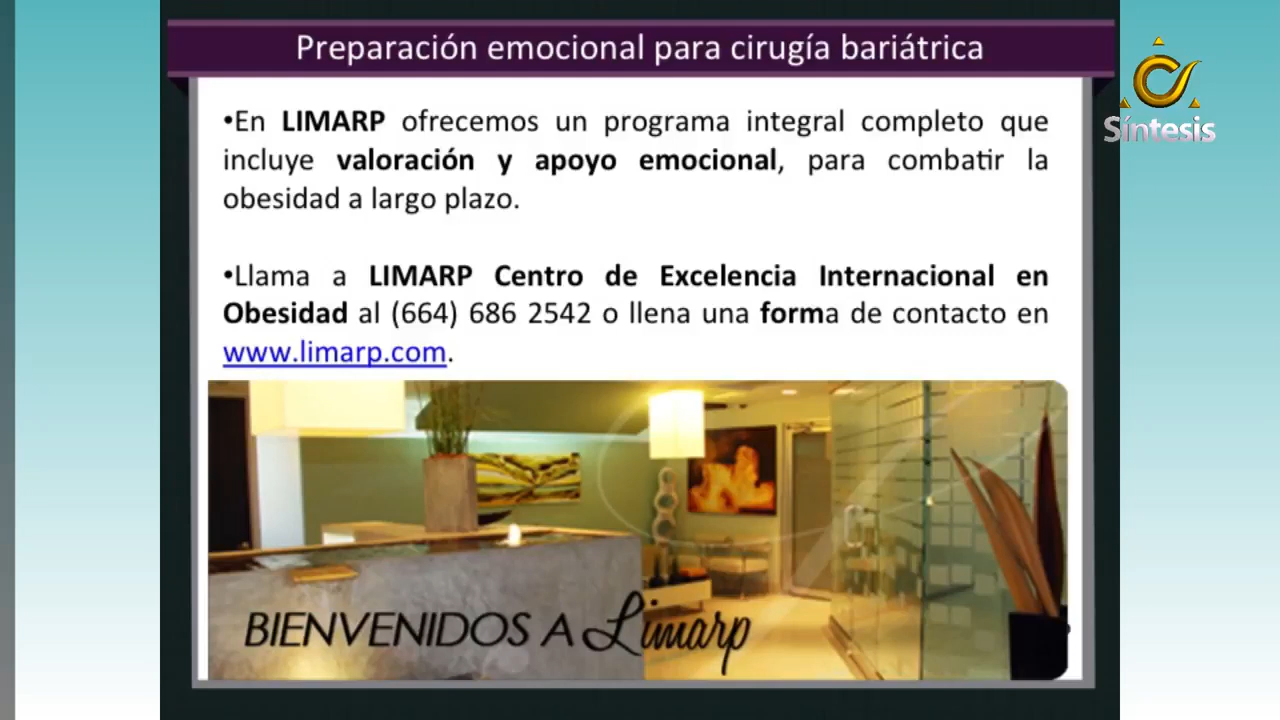 Preparación emocional para cirugía bariátrica
Síntesis
•En LIMARP ofrecemos un programa integral completo que
incluye valoración y apoyo emocional, para combatir la
obesidad a largo plazo.
•Llama a LIMARP Centro de Excelencia Internacional en
Obesidad al (664) 686 2542 o llena una forma de contacto en
www.limarp.com.
BIENVENIDOS A Limarp